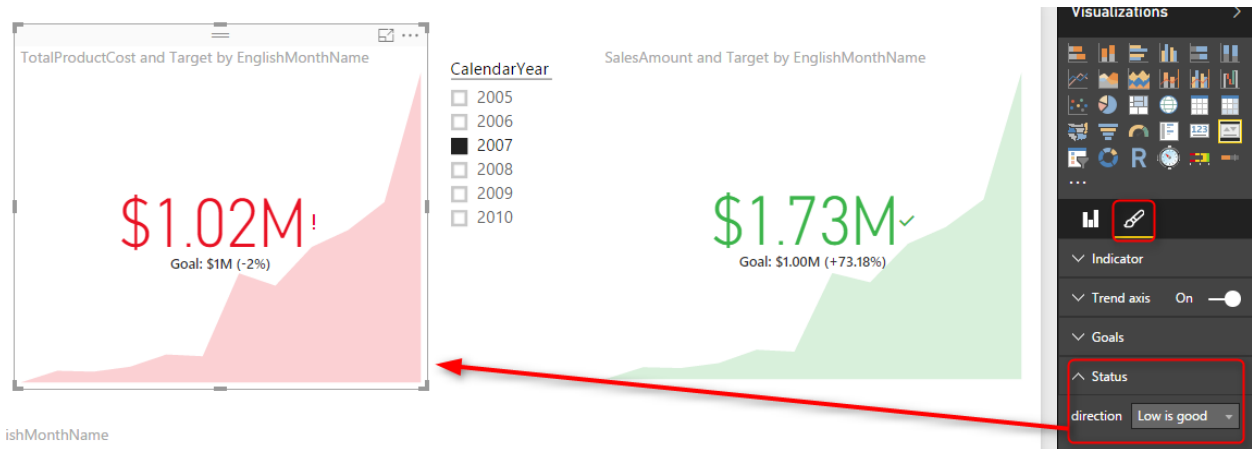 TotalProductCost and Target by EnglishMonthName
$1.02M!
Goal: $1M (-2%)
CalendarYear
2005
2006
2007
2008
2009
2010
SalesAmount and Target by EnglishMonthName
$1.73M✓
Goal: $1.00M (+73.18%)
ishMonthName
Visualizations >
123
R
...
Indicator
Trend axis On
Goals
Status
direction Low is good